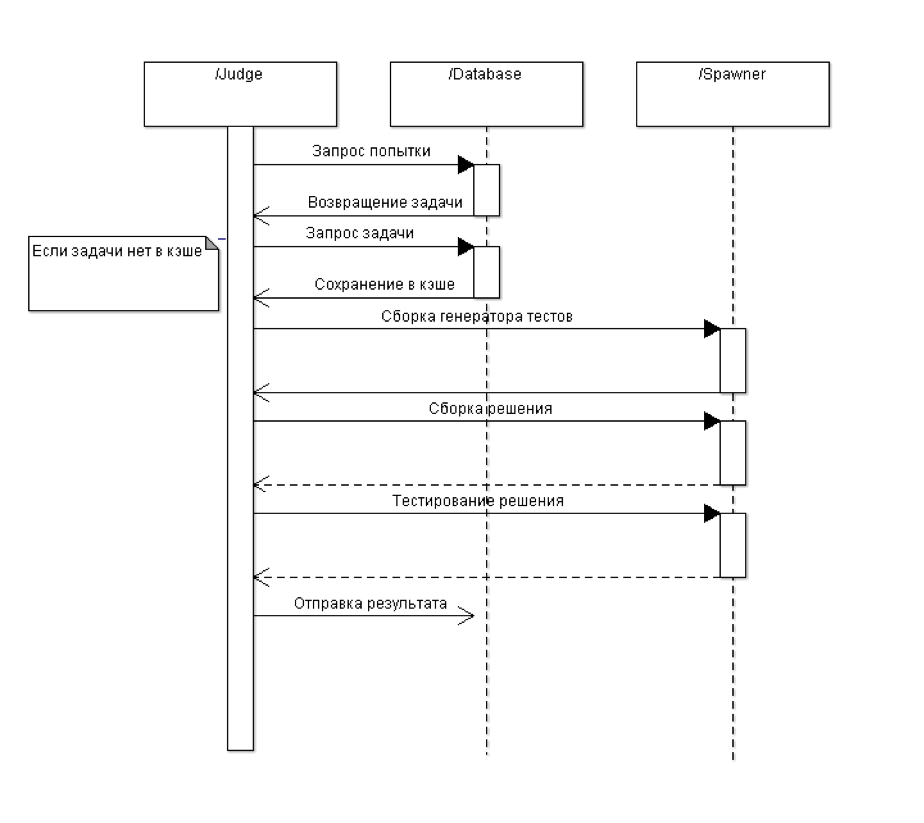 /Judge
/Database
/Spawner
Запрос попытки
Возвращение задачи
Запрос задачи
Если задачи нет в кэше
Сохранение в кэше
Сборка генератора тестов
Сборка решения
Тестирование решения
Отправка результата